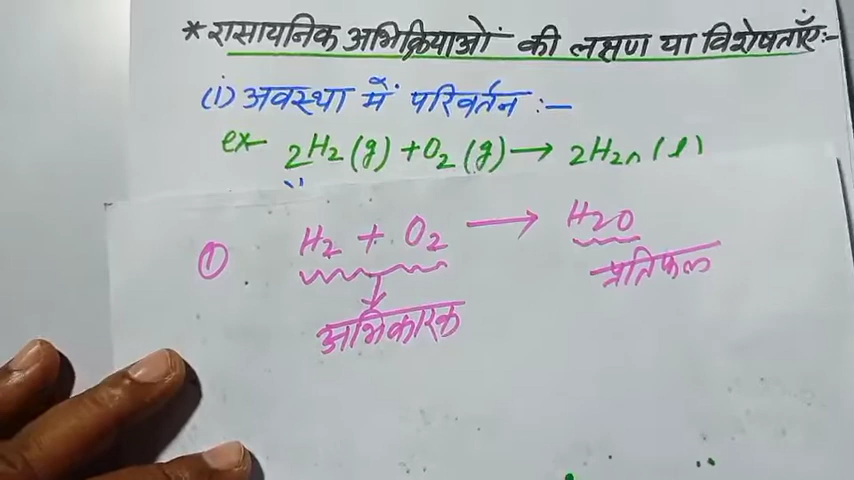 * रासायनिक अभिक्रियाओं की लक्षण या विशेषताएँ:-
(i) अवस्था में परिवर्तन :-
ex- 2H2 (g) + O2 (g) → 2H2O (l)
① H2 + O2 → H2O
प्रतिफल
अभिकारक